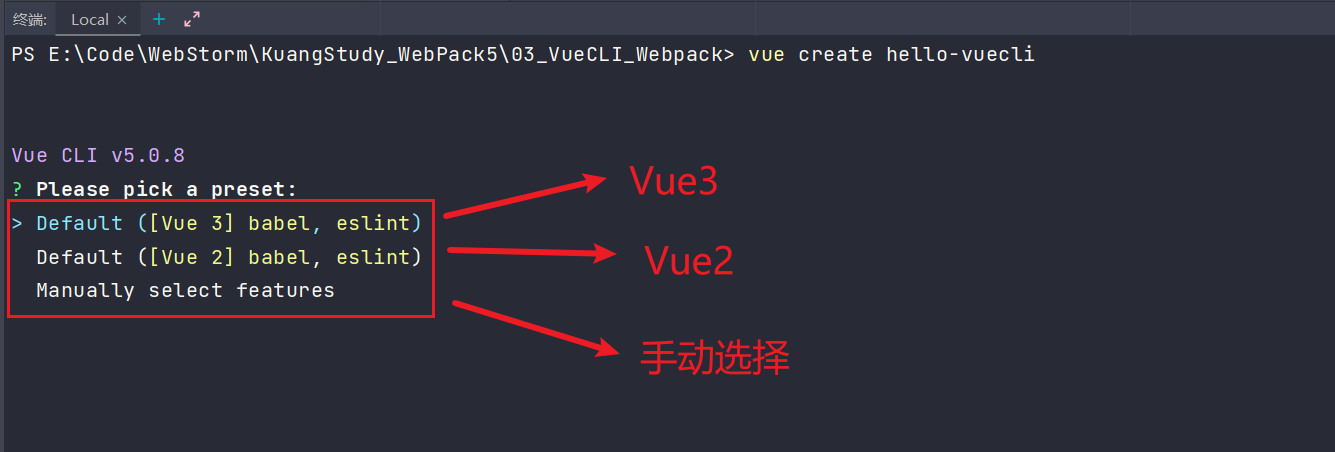 终端: Local × +
PS E:\Code\WebStorm\KuangStudy_WebPack5\03_VueCLI_Webpack> vue create hello-vuecli
Vue CLI v5.0.8
? Please pick a preset:
> Default ([Vue 3] babel, eslint)
Default ([Vue 2] babel, eslint)
Manually select features
Vue3
Vue2
手动选择